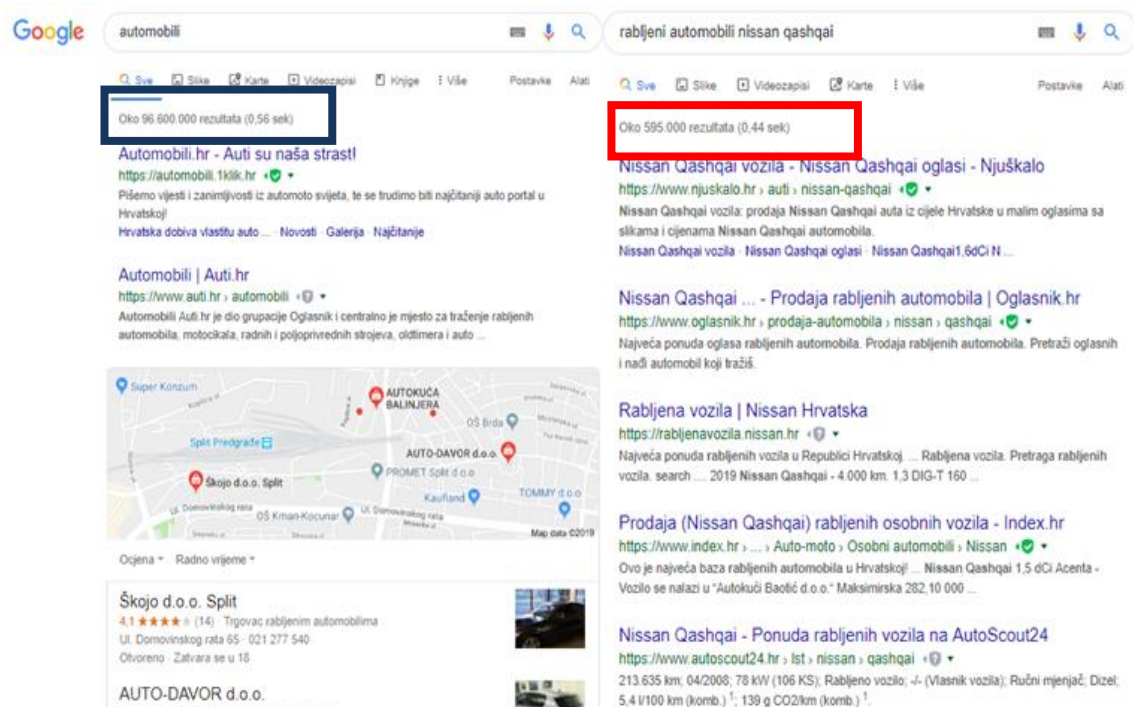 Google
automobili
Sve Slike Karte Videozapisi Knjige Više Postavke Alati
Oko 96.600.000 rezultata (0,56 sek)
Automobili.hr - Auti su naša strast!
https://automobili.1klik.hr
Pišemo vijesti i zanimljivosti iz automoto svijeta, te se trudimo biti najčitaniji auto portal u
Hrvatskoj!
Hrvatska dobiva vlastitu auto ... · Novosti · Galerija · Najčitanije
Automobili | Auti.hr
https://www.auti.hr › automobili
Automobili Auti.hr je dio grupacije Oglasnik i centralno je mjesto za traženje rabljenih
automobila, motocikala, radnih i poljoprivrednih strojeva, oldtimera i auto ...
Super Konzum
AUTOKUĆA
BALINJERA
OŠ Brda
Split Predgrađe
AUTO-DAVOR d.o.o.
PROMET Split d.o.o
Škojo d.o.o. Split
Kaufland
TOMMY d.o.o
Ul. Domovinskog rata
OŠ Kman-Kocunar
Ul. Domovinskog rata
Map data ©2019
Ocjena Radno vrijeme
Škojo d.o.o. Split
4,1 ★★★★ (14) · Trgovac rabljenim automobilima
Ul. Domovinskog rata 65 · 021 277 540
Otvoreno · Zatvara se u 18
AUTO-DAVOR d.o.o.
rabljeni automobili nissan qashqai
Sve Slike Videozapisi Karte Više Postavke Alati
Oko 595.000 rezultata (0,44 sek)
Nissan Qashqai vozila - Nissan Qashqai oglasi - Njuškalo
https://www.njuskalo.hr › auti › nissan-qashqai
Nissan Qashqai vozila: prodaja Nissan Qashqai auta iz cijele Hrvatske u malim oglasima sa
slikama i cijenama Nissan Qashqai automobila.
Nissan Qashqai vozila · Nissan Qashqai oglasi · Nissan Qashqai1,6dCi N ...
Nissan Qashqai ... - Prodaja rabljenih automobila | Oglasnik.hr
https://www.oglasnik.hr › prodaja-automobila › nissan › qashqai
Najveća ponuda oglasa rabljenih automobila. Prodaja rabljenih automobila. Pretraži oglasnih
i nađi automobil koji tražiš.
Rabljena vozila | Nissan Hrvatska
https://rabljenavozila.nissan.hr
Najveća ponuda rabljenih vozila u Republici Hrvatskoj. ... Rabljena vozila. Pretraga rabljenih
vozila. search .... 2019 Nissan Qashqai - 4.000 km. 1,3 DIG-T 160 ...
Prodaja (Nissan Qashqai) rabljenih osobnih vozila - Index.hr
https://www.index.hr › ... › Auto-moto › Osobni automobili › Nissan
Ovo je najveća baza rabljenih automobila u Hrvatskoj! ... Nissan Qashqai 1,5 dCi Acenta -
Vozilo se nalazi u "Autokući Baotić d.o.o." Maksimirska 282,10 000 ...
Nissan Qashqai - Ponuda rabljenih vozila na AutoScout24
https://www.autoscout24.hr › lst › nissan › qashqai
213.635 km; 04/2008; 78 kW (106 KS); Rabljeno vozilo; -/- (Vlasnik vozila); Ručni mjenjač; Dizel;
5,4 l/100 km (komb.) 1; 139 g CO2/km (komb.) 1.